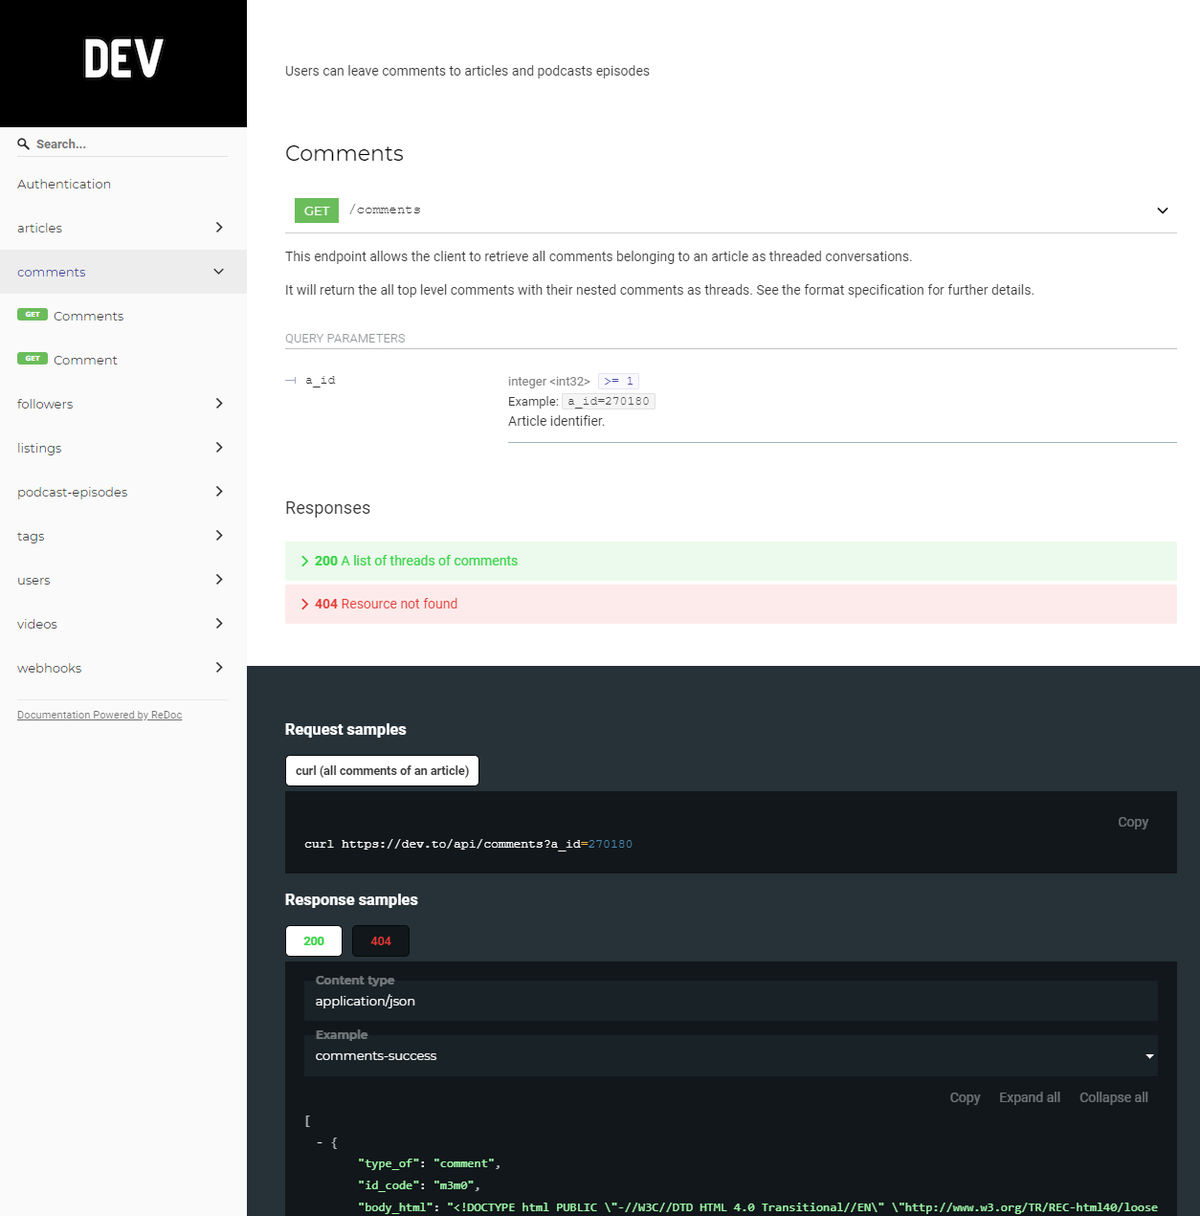 DEV
Search...
Authentication
articles
comments
GET Comments
GET Comment
followers
listings
podcast-episodes
tags
users
videos
webhooks
Documentation Powered by ReDoc
Users can leave comments to articles and podcasts episodes
Comments
GET /comments
This endpoint allows the client to retrieve all comments belonging to an article as threaded conversations.
It will return the all top level comments with their nested comments as threads. See the format specification for further details.
QUERY PARAMETERS
a_id
integer <int32> >= 1
Example: a_id=270180
Article identifier.
Responses
200 A list of threads of comments
404 Resource not found
Request samples
curl (all comments of an article)
Copy
curl https://dev.to/api/comments?a_id=270180
Response samples
200 404
Content type
application/json
Example
comments-success
Copy Expand all Collapse all
[
- {
"type_of": "comment",
"id_code": "m3m0",
"body_html": "<!DOCTYPE html PUBLIC \"-//W3C//DTD HTML 4.0 Transitional//EN\" \"http://www.w3.org/TR/REC-html40/loose